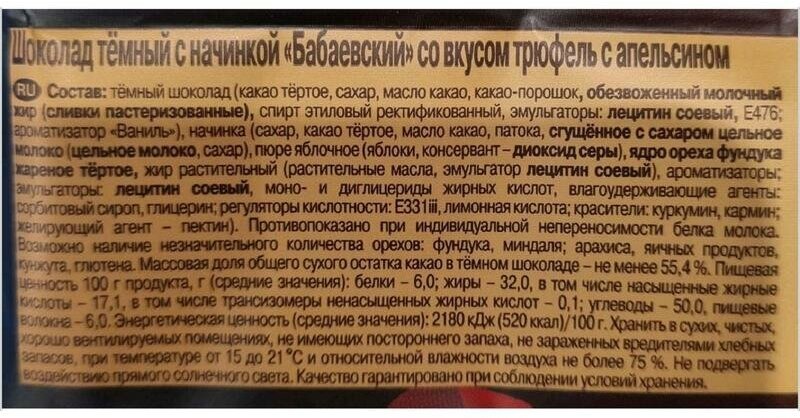 Шоколад тёмный с начинкой «Бабаевский» со вкусом трюфель с апельсином
RU Состав: тёмный шоколад (какао тёртое, сахар, масло какао, какао-порошок, обезвоженный молочный
жир (сливки пастеризованные), спирт этиловый ректификованный, эмульгаторы: лецитин соевый, Е476;
ароматизатор «Ваниль»), начинка (сахар, какао тёртое, масло какао, патока, сгущённое с сахаром цельное
молоко (цельное молоко, сахар), пюре яблочное (яблоки, консервант – диоксид серы), ядро ореха фундука
жареное тёртое, жир растительный (растительные масла, эмульгатор лецитин соевый), ароматизаторы;
эмульгаторы: лецитин соевый, моно- и диглицериды жирных кислот, влагоудерживающие агенты:
сорбитовый сироп, глицерин; регуляторы кислотности: Е331iii, лимонная кислота; красители: куркумин, кармин;
желирующий агент – пектин). Противопоказано при индивидуальной непереносимости белка молока.
Возможно наличие незначительного количества орехов: фундука, миндаля; арахиса, яичных продуктов,
кунжута, глютена. Массовая доля общего сухого остатка какао в тёмном шоколаде – не менее 55,4 %. Пищевая
ценность 100 г продукта, г (средние значения): белки – 6,0; жиры – 32,0, в том числе насыщенные жирные
кислоты – 17,1, в том числе трансизомеры ненасыщенных жирных кислот – 0,1; углеводы – 50,0, пищевые
волокна – 6,0. Энергетическая ценность (средние значения): 2180 кДж (520 ккал)/100 г. Хранить в сухих, чистых,
хорошо вентилируемых помещениях, не имеющих постороннего запаха, не зараженных вредителями хлебных
запасов, при температуре от 15 до 21 °С и относительной влажности воздуха не более 75 %. Не подвергать
воздействию прямого солнечного света. Качество гарантировано при соблюдении условий хранения.